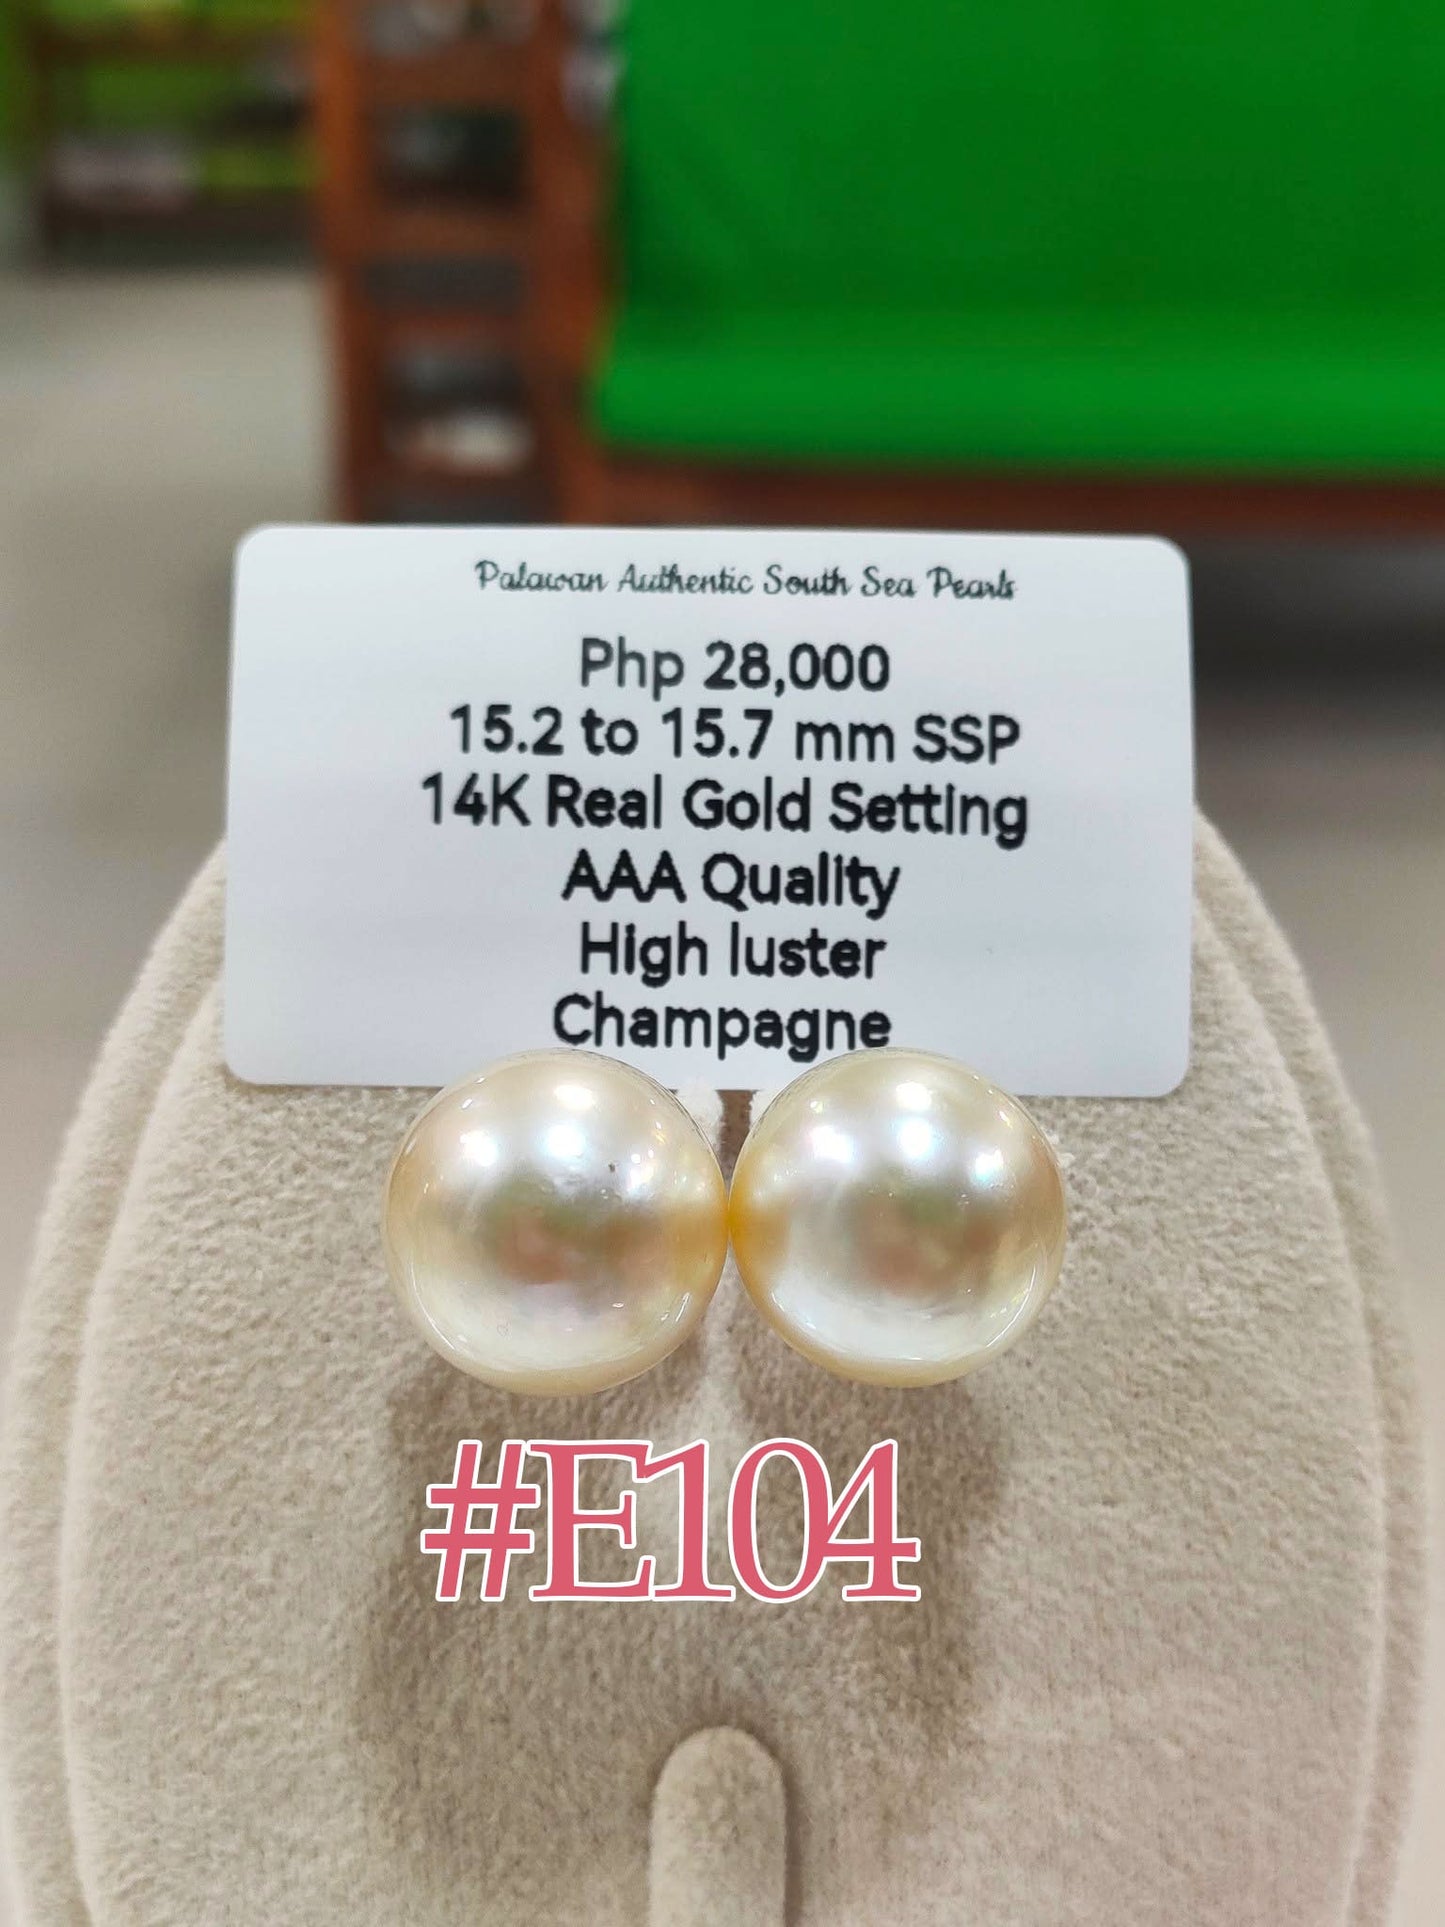 Palawan Authentic South Sea Pearls
Php 28,000
15.2 to 15.7 mm SSP
14K Real Gold Setting
AAA Quality
High luster
Champagne
#E104